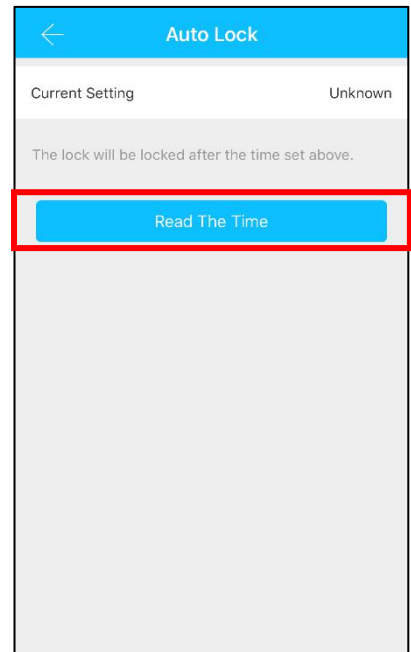 Auto Lock
Current Setting Unknown
The lock will be locked after the time set above.
Read The Time